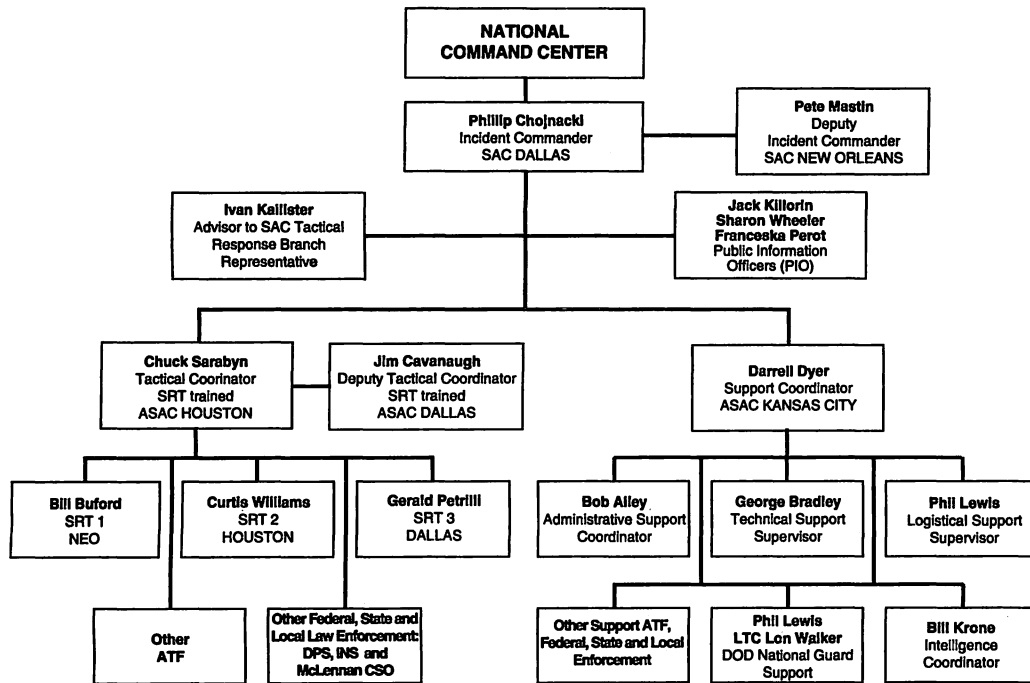 NATIONAL
COMMAND CENTER
Phillip Chojnacki
Incident Commander
SAC DALLAS
Pete Mastin
Deputy
Incident Commander
SAC NEW ORLEANS
Ivan Kallister
Advisor to SAC Tactical
Response Branch
Representative
Jack Killorin
Sharon Wheeler
Franceska Perot
Public Information
Officers (PIO)
Chuck Sarabyn
Tactical Coorinator
SRT trained
ASAC HOUSTON
Jim Cavanaugh
Deputy Tactical Coordinator
SRT trained
ASAC DALLAS
Darrell Dyer
Support Coordinator
ASAC KANSAS CITY
Bill Buford
SRT 1
NEO
Curtis Williams
SRT 2
HOUSTON
Gerald Petrilli
SRT 3
DALLAS
Bob Ailey
Administrative Support
Coordinator
George Bradley
Technical Support
Supervisor
Phil Lewis
Logistical Support
Supervisor
Other
ATF
Other Federal, State and
Local Law Enforcement:
DPS, INS and
McLennan CSO
Other Support ATF,
Federal, State and Local
Enforcement
Phil Lewis
LTC Lon Walker
DOD National Guard
Support
Bill Krone
Intelligence
Coordinator